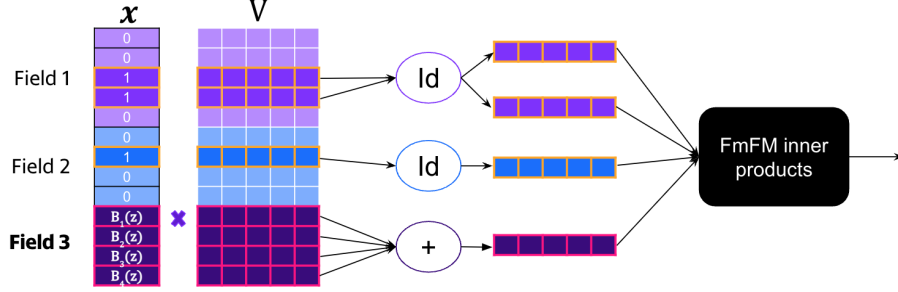 x V
0
0
Field 1
1
1
Id
0
0
Field 2
1
Id
0
0
FmFM inner
products
B₁(z)
B₂(z)
Field 3
B₃(z)
+
B₄(z)